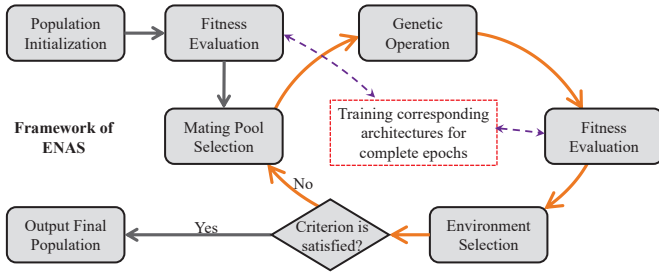 Population
Initialization
Fitness
Evaluation
Genetic
Operation
Framework of
ENAS
Mating Pool
Selection
Training corresponding
architectures for
complete epochs
Fitness
Evaluation
No
Output Final
Population
Yes
Criterion is
satisfied?
Environment
Selection